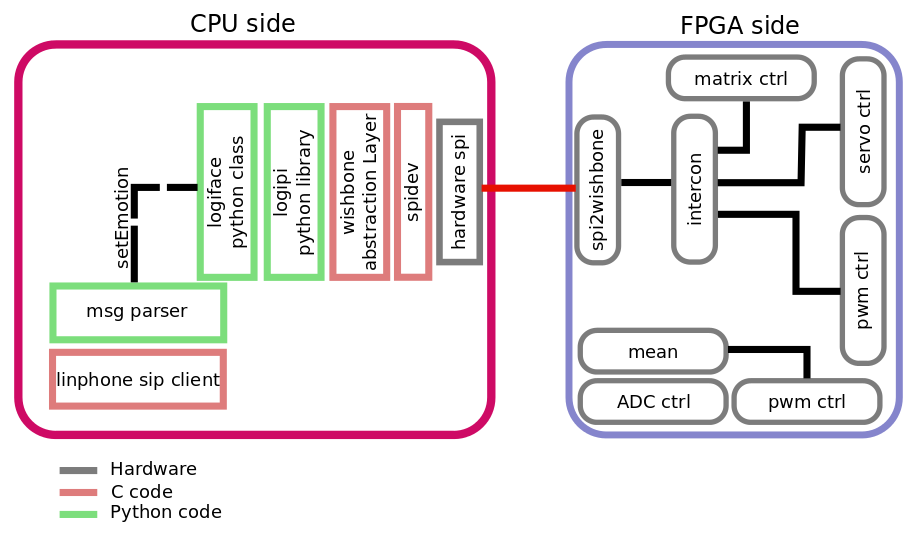 CPU side
FPGA side
setEmotion
logiface
python class
logipi
python library
wishbone
abstraction Layer
spidev
hardware spi
msg parser
linphone sip client
spi2wishbone
intercon
matrix ctrl
servo ctrl
pwm ctrl
mean
ADC ctrl
pwm ctrl
Hardware
C code
Python code